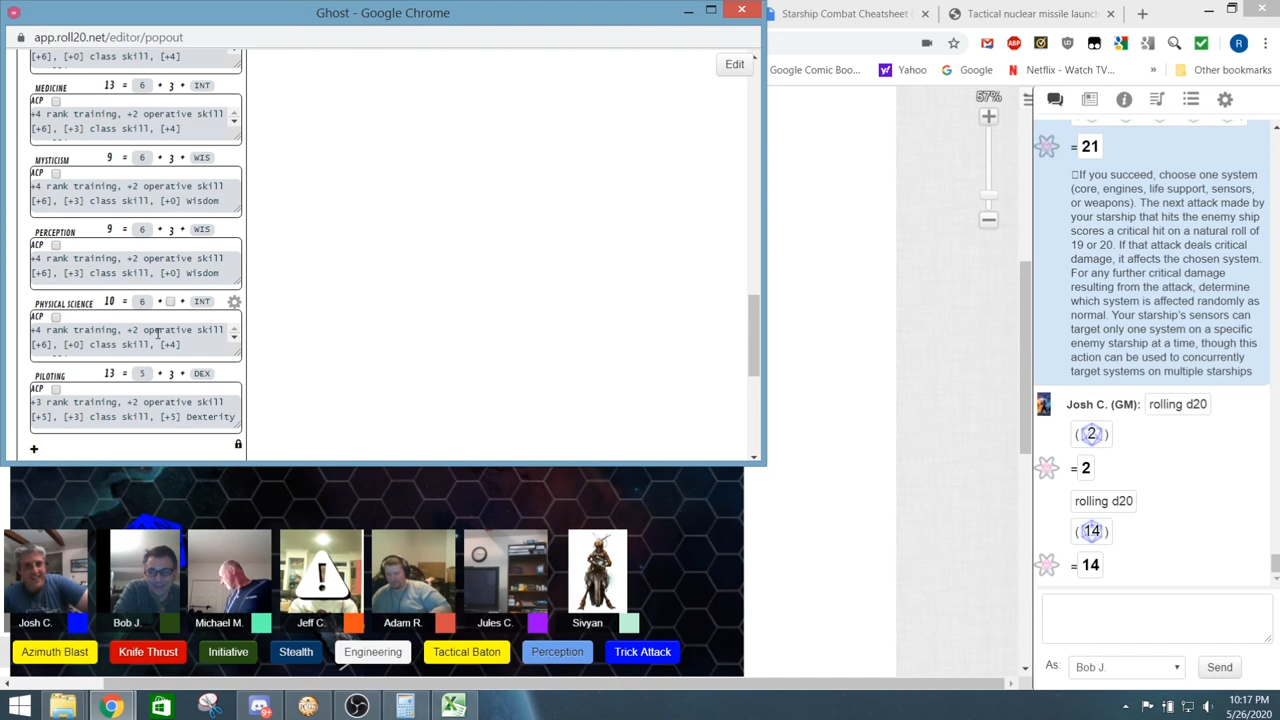 Ghost - Google Chrome
Starship Combat Cheatsheet (
Tactical nuclear missile launch
app.roll20.net/editor/popout
Google Comic Boo...
Yahoo
Google
Netflix - Watch TV...
»
Other bookmarks
Edit
57%
[+6], [+0] class skill, [+4]
MEDICINE 13 = 6 + 3 + INT
ACP
+4 rank training, +2 operative skill
[+6], [+3] class skill, [+4]
MYSTICISM 9 = 6 + 3 + WIS
ACP
+4 rank training, +2 operative skill
[+6], [+3] class skill, [+0] Wisdom
PERCEPTION 9 = 6 + 3 + WIS
ACP
+4 rank training, +2 operative skill
[+6], [+3] class skill, [+0] Wisdom
PHYSICAL SCIENCE 10 = 6 + INT
ACP
+4 rank training, +2 operative skill
[+6], [+0] class skill, [+4]
PILOTING 13 = 5 + 3 + DEX
ACP
+3 rank training, +2 operative skill
[+5], [+3] class skill, [+5] Dexterity
+
= 21
If you succeed, choose one system
(core, engines, life support, sensors,
or weapons). The next attack made by
your starship that hits the enemy ship
scores a critical hit on a natural roll of
19 or 20. If that attack deals critical
damage, it affects the chosen system.
For any further critical damage
resulting from the attack, determine
which system is affected randomly as
normal. Your starship's sensors can
target only one system on a specific
enemy starship at a time, though this
action can be used to concurrently
target systems on multiple starships
Josh C. (GM): rolling d20
(2)
= 2
rolling d20
(14)
= 14
As: Bob J. Send
Josh C.
Bob J.
Michael M.
Jeff C.
Adam R.
Jules C.
Sivyan
Azimuth Blast
Knife Thrust
Initiative
Stealth
Engineering
Tactical Baton
Perception
Trick Attack
10:17 PM
5/26/2020